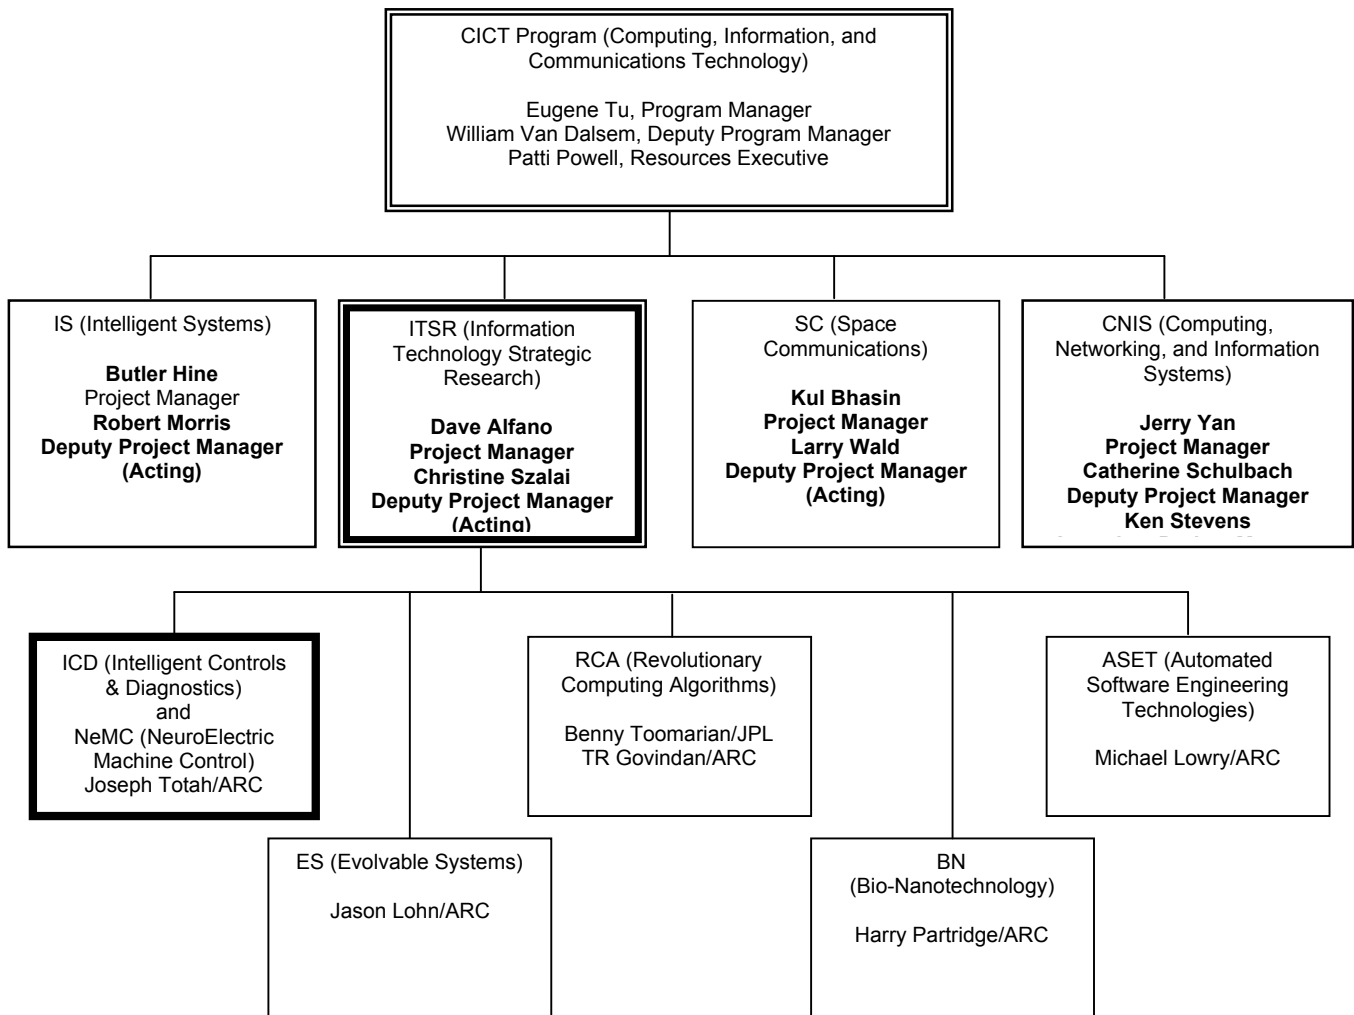 CICT Program (Computing, Information, and
Communications Technology)
Eugene Tu, Program Manager
William Van Dalsem, Deputy Program Manager
Patti Powell, Resources Executive
IS (Intelligent Systems)
Butler Hine
Project Manager
Robert Morris
Deputy Project Manager
(Acting)
ITSR (Information
Technology Strategic
Research)
Dave Alfano
Project Manager
Christine Szalai
Deputy Project Manager
(Acting)
SC (Space
Communications)
Kul Bhasin
Project Manager
Larry Wald
Deputy Project Manager
(Acting)
CNIS (Computing,
Networking, and Information
Systems)
Jerry Yan
Project Manager
Catherine Schulbach
Deputy Project Manager
Ken Stevens
ICD (Intelligent Controls
& Diagnostics)
and
NeMC (NeuroElectric
Machine Control)
Joseph Totah/ARC
RCA (Revolutionary
Computing Algorithms)
Benny Toomarian/JPL
TR Govindan/ARC
ASET (Automated
Software Engineering
Technologies)
Michael Lowry/ARC
ES (Evolvable Systems)
Jason Lohn/ARC
BN
(Bio-Nanotechnology)
Harry Partridge/ARC